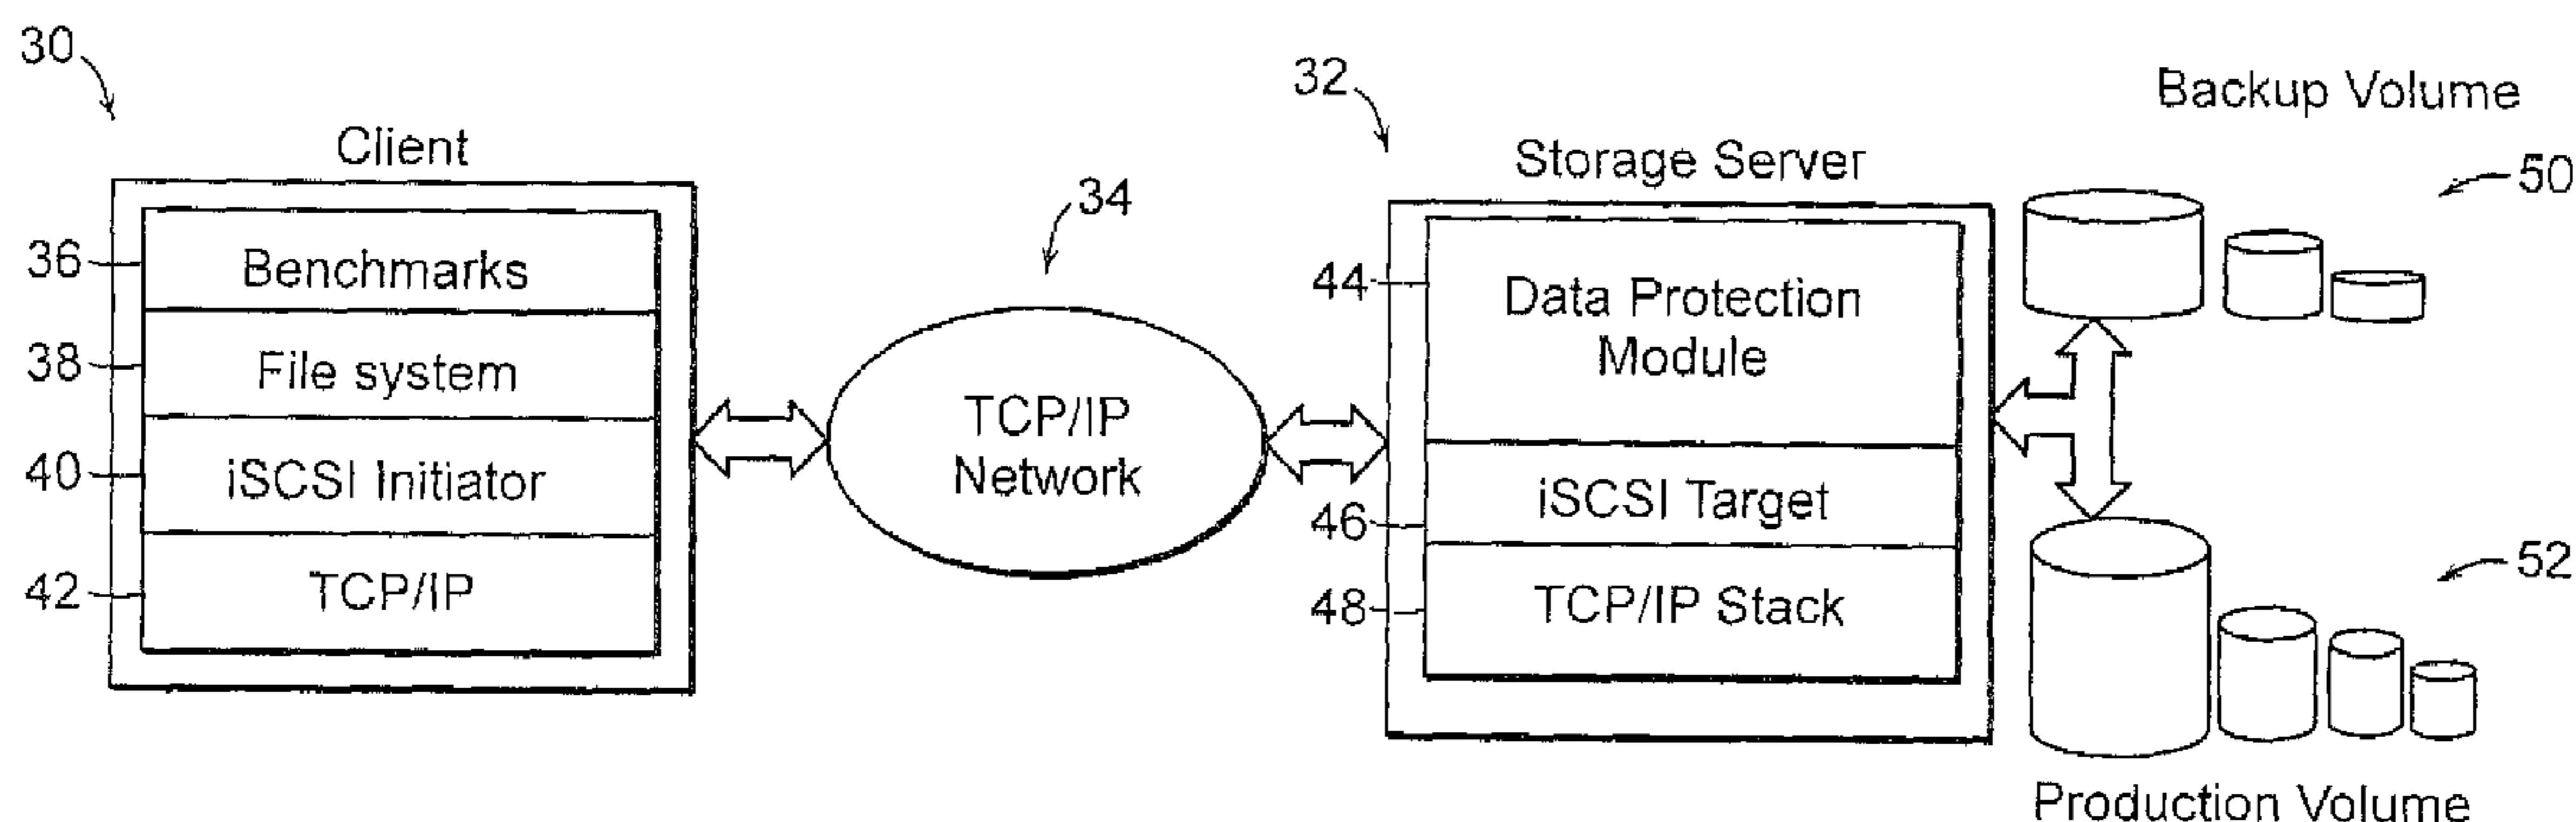 30
Client
36
Benchmarks
38
File system
40
iSCSI Initiator
42
TCP/IP
34
TCP/IP
Network
32
Storage Server
44
Data Protection
Module
46
iSCSI Target
48
TCP/IP Stack
Backup Volume
50
52
Production Volume